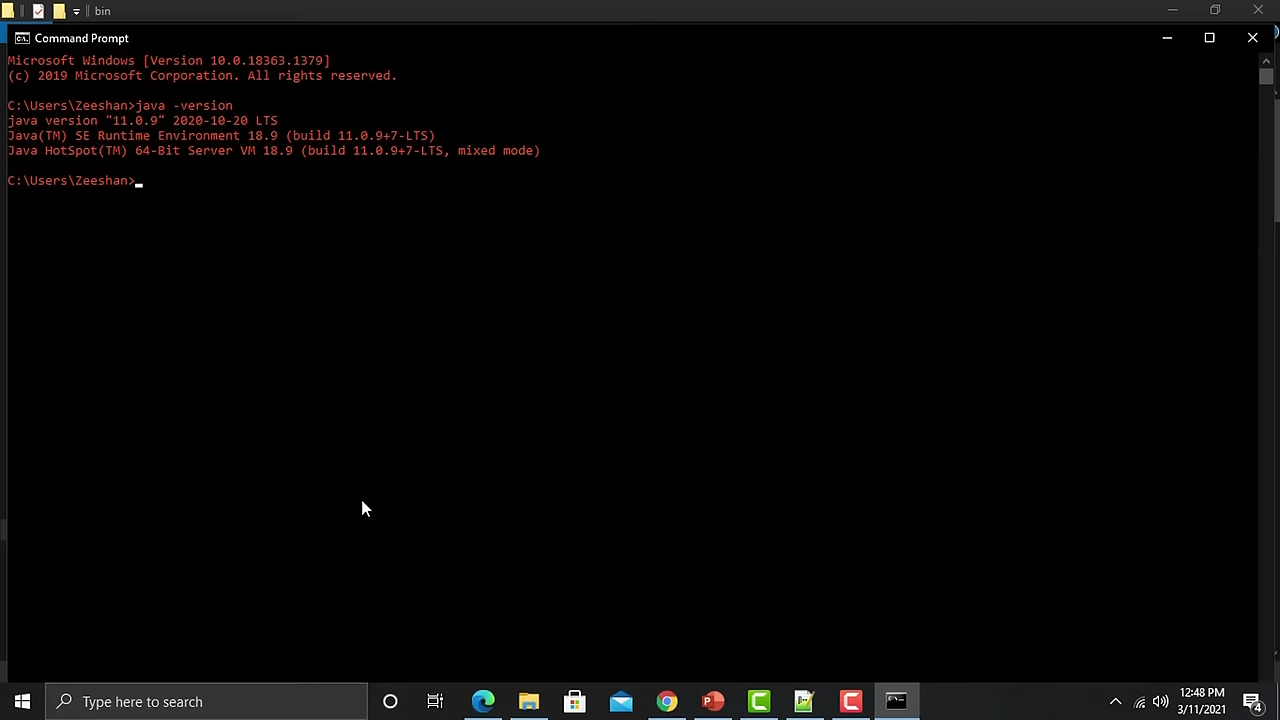 bin
Command Prompt
Microsoft Windows [Version 10.0.18363.1379]
(c) 2019 Microsoft Corporation. All rights reserved.
C:\Users\Zeeshan>java -version
java version "11.0.9" 2020-10-20 LTS
Java(TM) SE Runtime Environment 18.9 (build 11.0.9+7-LTS)
Java HotSpot(TM) 64-Bit Server VM 18.9 (build 11.0.9+7-LTS, mixed mode)
C:\Users\Zeeshan>
Type here to search
12:48 PM
3/11/2021
4